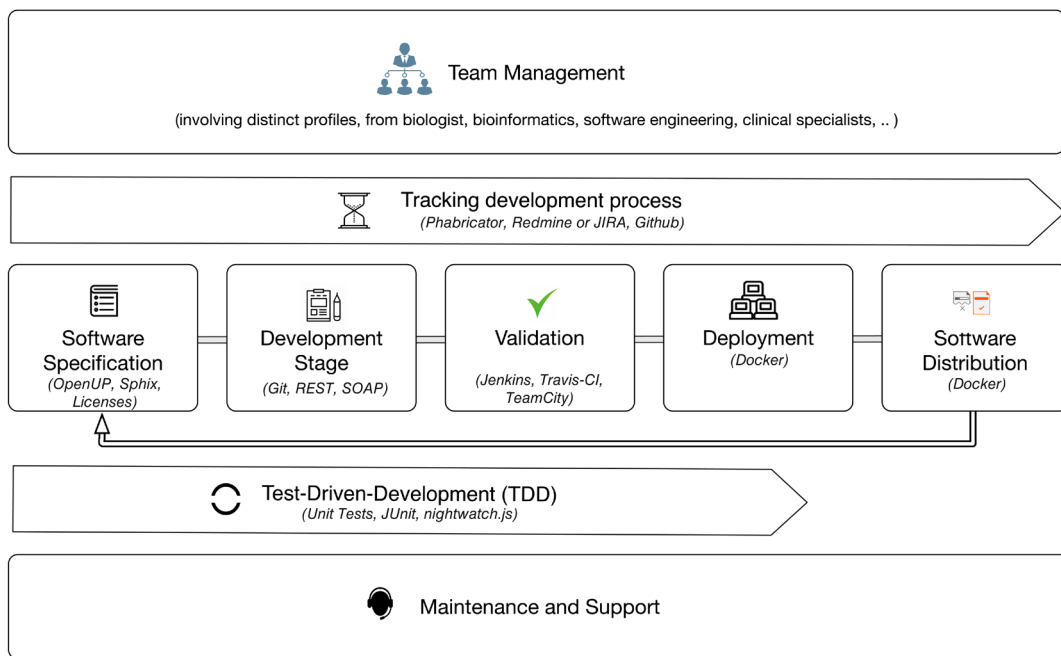 Team Management
(involving distinct profiles, from biologist, bioinformatics, software engineering, clinical specialists, .. )
Tracking development process
(Phabricator, Redmine or JIRA, Github)
Software
Specification
(OpenUP, Sphix,
Licenses)
Development
Stage
(Git, REST, SOAP)
Validation
(Jenkins, Travis-CI,
TeamCity)
Deployment
(Docker)
Software
Distribution
(Docker)
Test-Driven-Development (TDD)
(Unit Tests, JUnit, nightwatch.js)
Maintenance and Support